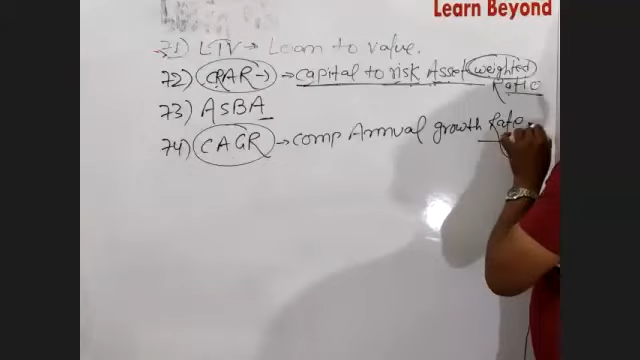 Learn Beyond
71) LTV → Loan to value.
72) CRAR → capital to risk Asset weighted
Ratio
73) ASBA
74) CAGR → comp Annual growth Rate